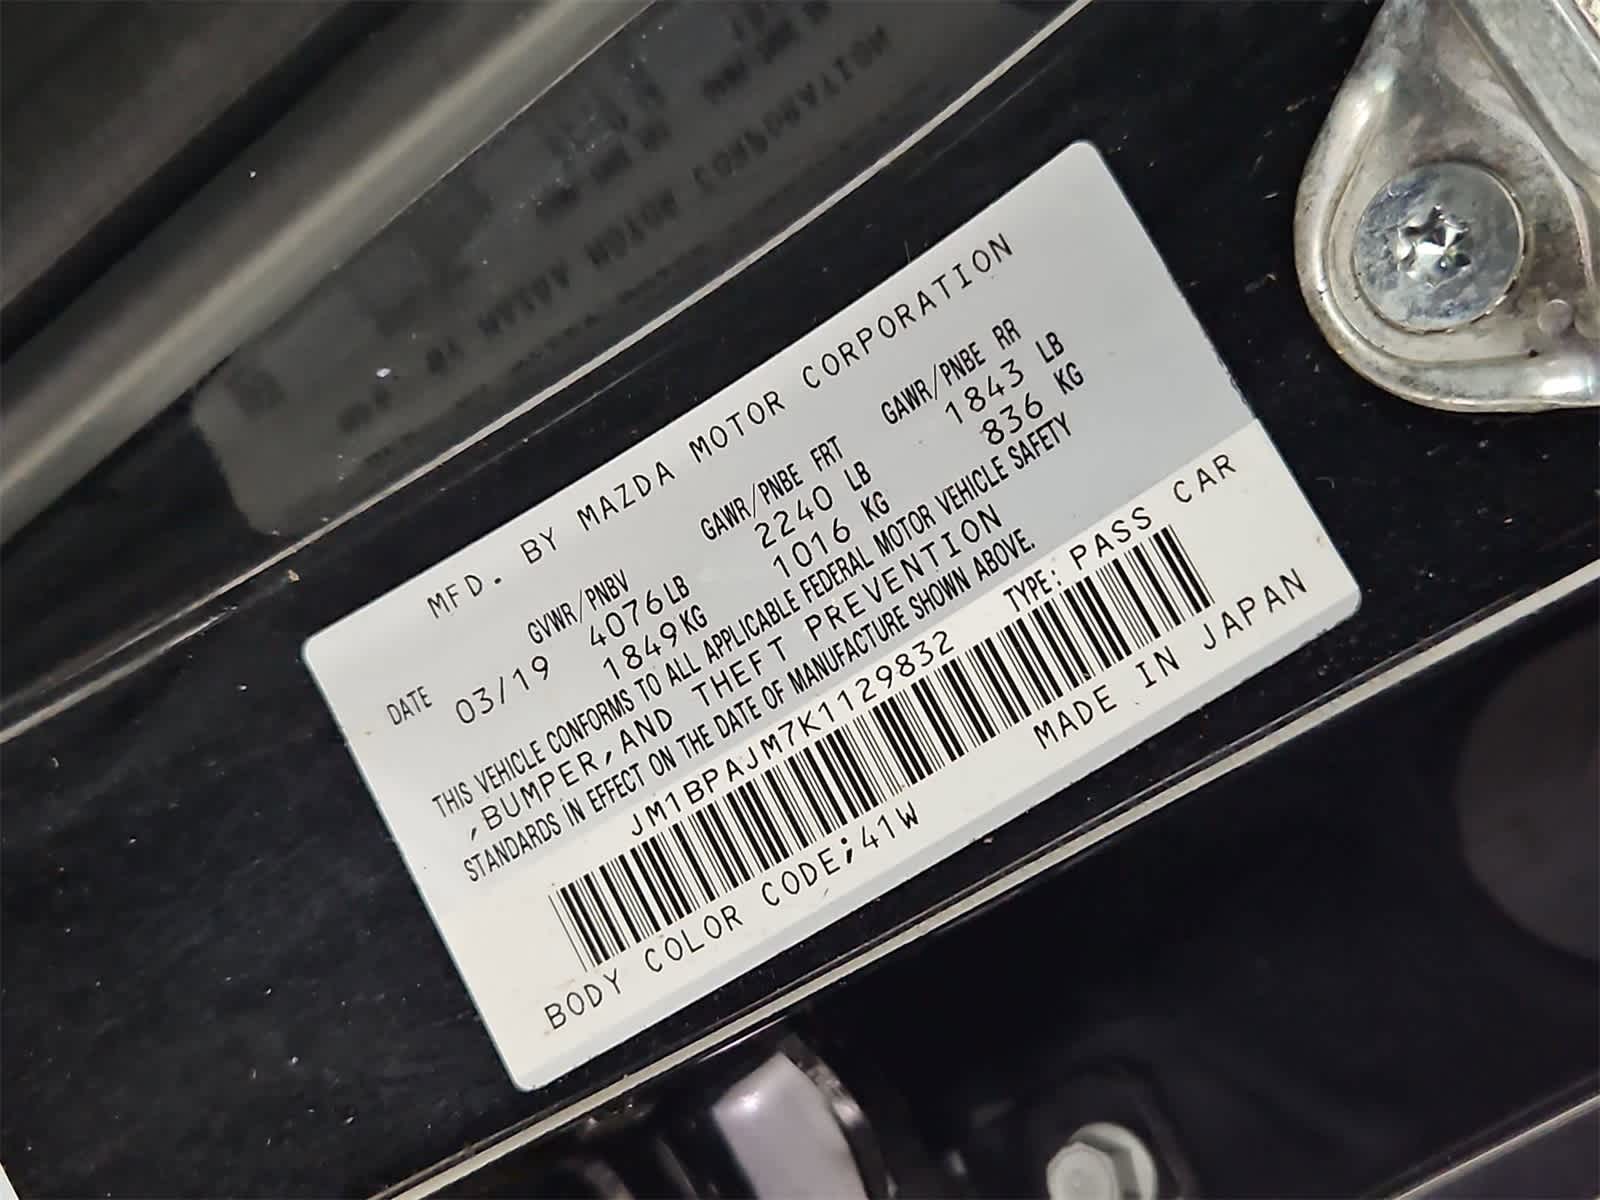 MFD. BY MAZDA MOTOR CORPORATION
DATE GVWR/PNBV GAWR/PNBE FRT GAWR/PNBE RR
03/19 4076LB 2240 LB 1843 LB
1849KG 1016 KG 836 KG
THIS VEHICLE CONFORMS TO ALL APPLICABLE FEDERAL MOTOR VEHICLE SAFETY
,BUMPER,AND THEFT PREVENTION
STANDARDS IN EFFECT ON THE DATE OF MANUFACTURE SHOWN ABOVE.
JM1BPAJM7K1129832 TYPE: PASS CAR
BODY COLOR CODE;41W MADE IN JAPAN